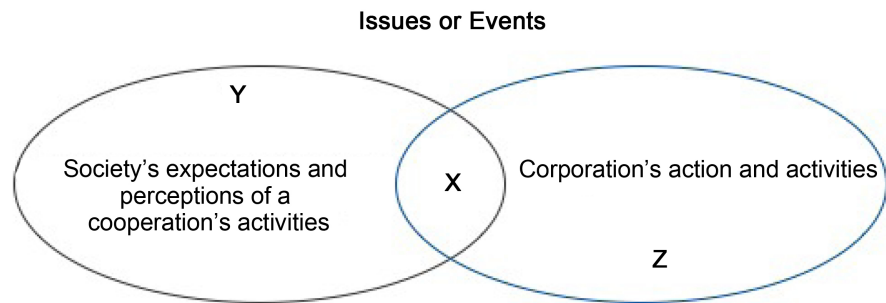 Issues or Events
Y
Society's expectations and
perceptions of a
cooperation's activities
X
Corporation's action and activities
Z